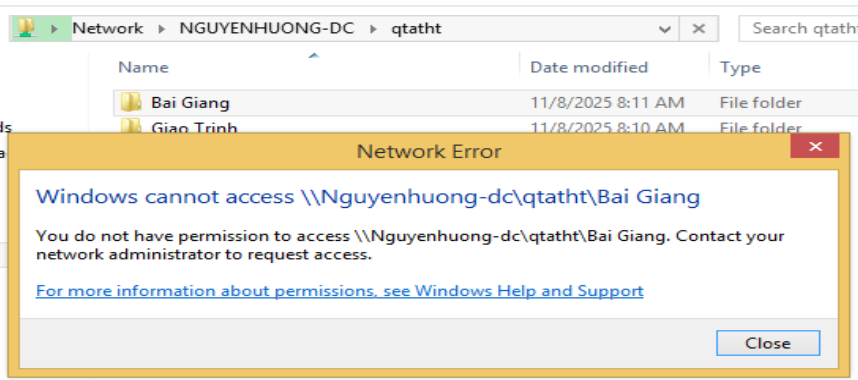 Network NGUYENHUONG-DC qtatht Search qtatht
Name Date modified Type
Bai Giang 11/8/2025 8:11 AM File folder
Giao Trinh 11/8/2025 8:10 AM File folder
Network Error
Windows cannot access \\Nguyenhuong-dc\qtatht\Bai Giang
You do not have permission to access \\Nguyenhuong-dc\qtatht\Bai Giang. Contact your
network administrator to request access.
For more information about permissions, see Windows Help and Support
Close